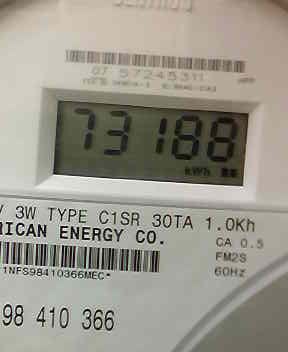 07 57245311
73188
kWh
V 3W TYPE C1SR 30TA 1.0Kh
RICAN ENERGY CO.
CA 0.5
FM2S
60Hz
1NFS98410366MEC*
98 410 366